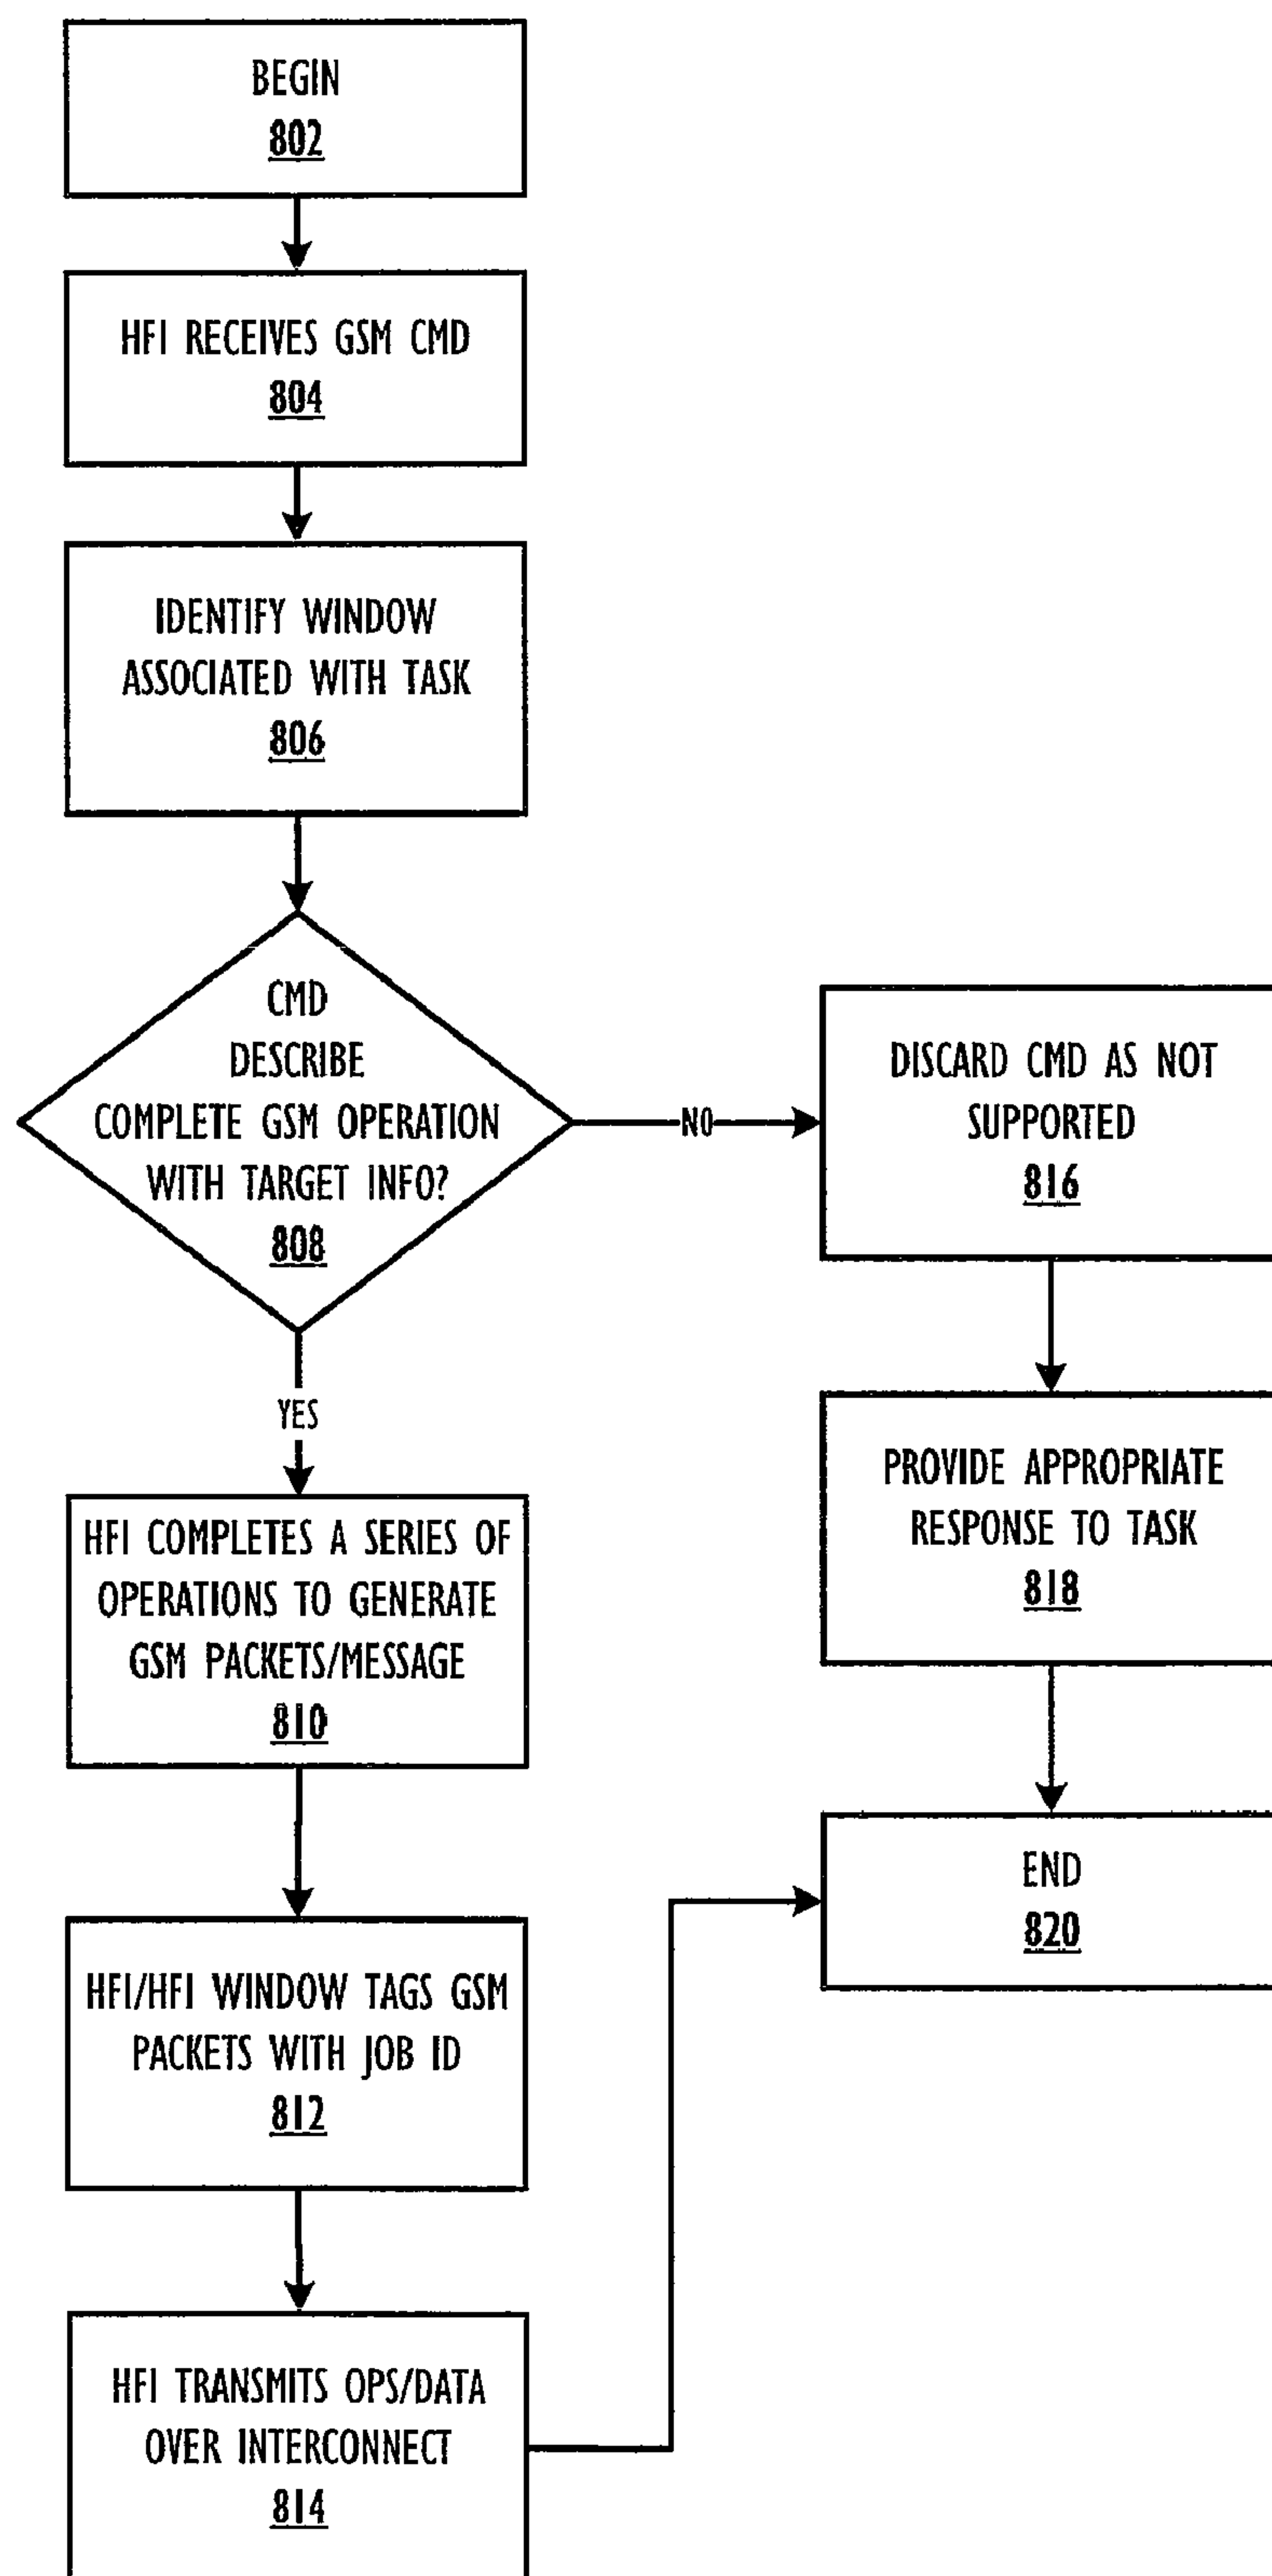 BEGIN
802
HFI RECEIVES GSM CMD
804
IDENTIFY WINDOW
ASSOCIATED WITH TASK
806
CMD
DESCRIBE
COMPLETE GSM OPERATION
WITH TARGET INFO?
808
NO
DISCARD CMD AS NOT
SUPPORTED
816
YES
PROVIDE APPROPRIATE
RESPONSE TO TASK
818
HFI COMPLETES A SERIES OF
OPERATIONS TO GENERATE
GSM PACKETS/MESSAGE
810
END
820
HFI/HFI WINDOW TAGS GSM
PACKETS WITH JOB ID
812
HFI TRANSMITS OPS/DATA
OVER INTERCONNECT
814